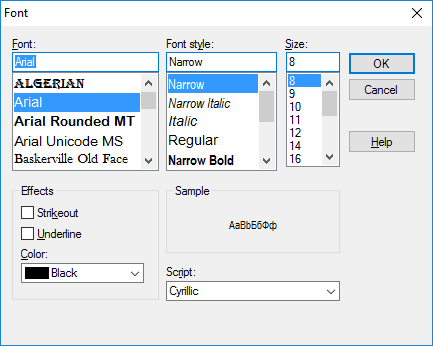 Font
Font:
Font style:
Size:
Arial
Narrow
8
OK
Cancel
Help
ALGERIAN
Arial
Arial Rounded MT
Arial Unicode MS
Baskerville Old Face
Narrow
Narrow Italic
Italic
Regular
Narrow Bold
8
9
10
11
12
14
16
Effects
Strikeout
Underline
Color:
Black
Sample
AaBbБбФф
Script:
Cyrillic